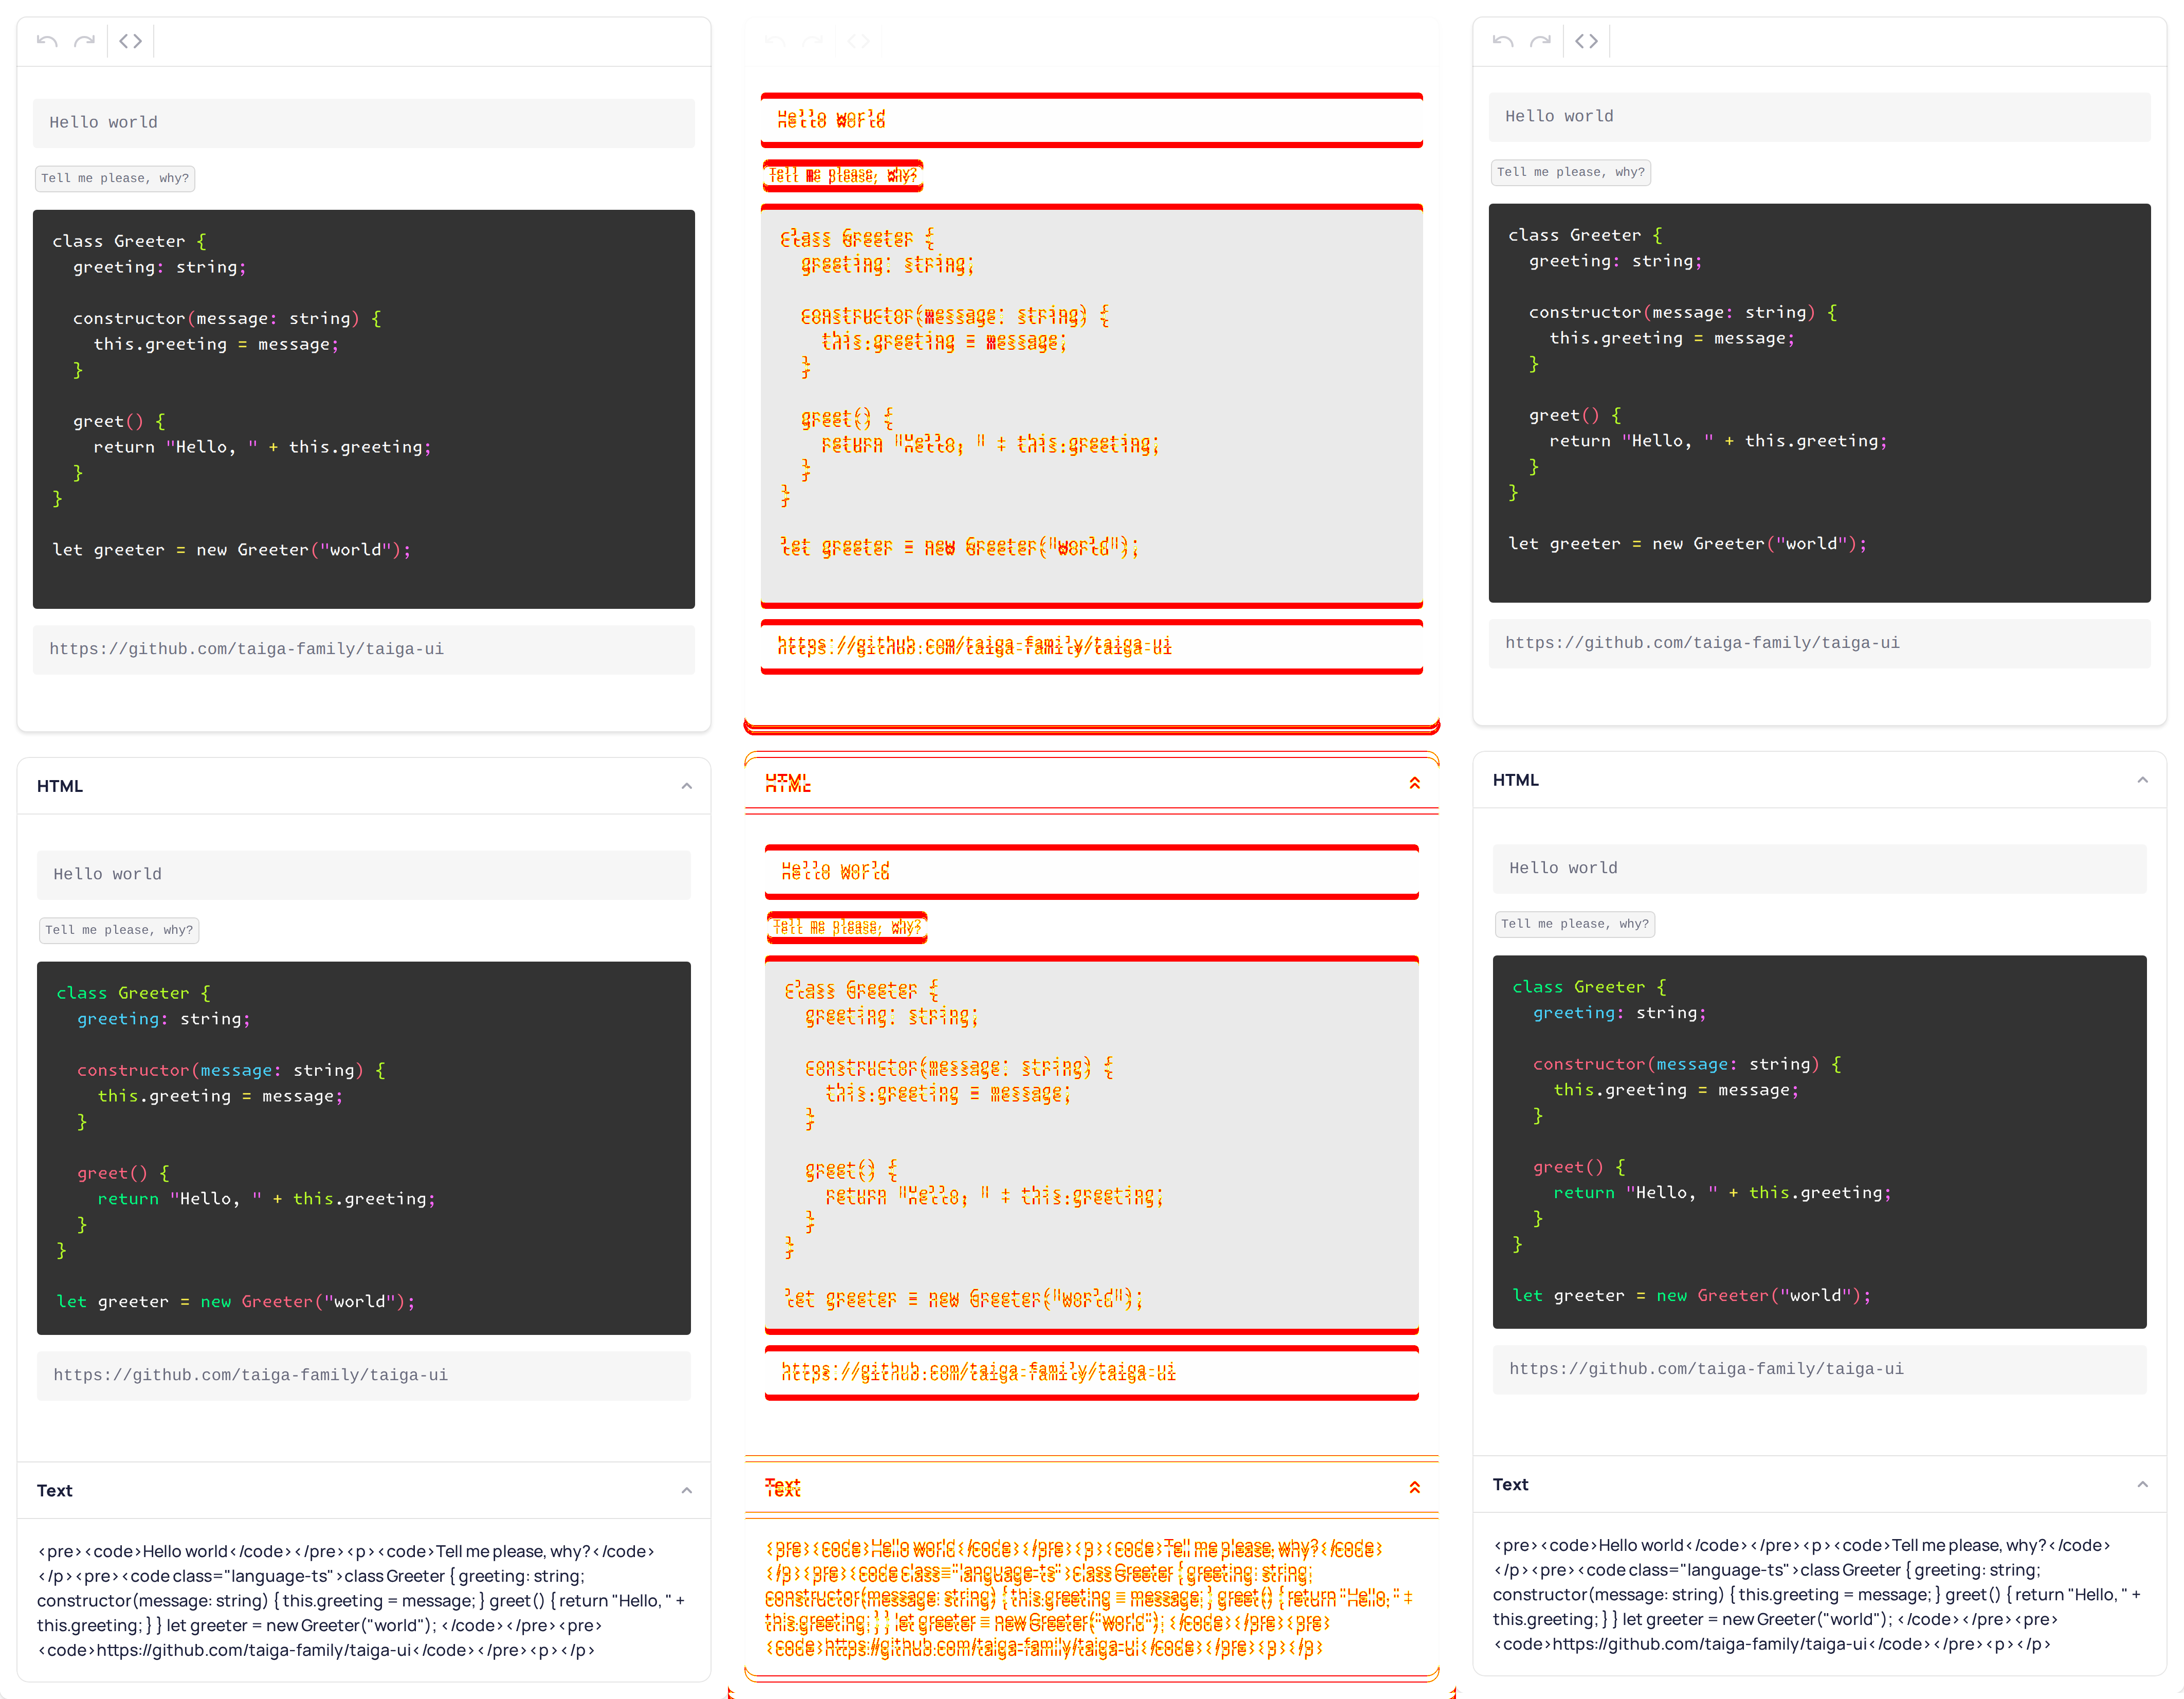 Hello world
Tell me please, why?
class Greeter {
  greeting: string;
  constructor(message: string) {
    this.greeting = message;
  }
  greet() {
    return "Hello, " + this.greeting;
  }
}
let greeter = new Greeter("world");
https://github.com/taiga-family/taiga-ui
HTML
Hello world
Tell me please, why?
class Greeter {
  greeting: string;
  constructor(message: string) {
    this.greeting = message;
  }
  greet() {
    return "Hello, " + this.greeting;
  }
}
let greeter = new Greeter("world");
https://github.com/taiga-family/taiga-ui
Text
<pre><code>Hello world</code></pre><p><code>Tell me please, why?</code>
</p><pre><code class="language-ts">class Greeter { greeting: string;
constructor(message: string) { this.greeting = message; } greet() { return "Hello, " +
this.greeting; } } let greeter = new Greeter("world"); </code></pre><pre>
<code>https://github.com/taiga-family/taiga-ui</code></pre><p></p>
Hello world
Tell me please, why?
class Greeter {
  greeting: string;
  constructor(message: string) {
    this.greeting = message;
  }
  greet() {
    return "Hello, " + this.greeting;
  }
}
let greeter = new Greeter("world");
https://github.com/taiga-family/taiga-ui
HTML
Hello world
Tell me please, why?
class Greeter {
  greeting: string;
  constructor(message: string) {
    this.greeting = message;
  }
  greet() {
    return "Hello, " + this.greeting;
  }
}
let greeter = new Greeter("world");
https://github.com/taiga-family/taiga-ui
Text
<pre><code>Hello world</code></pre><p><code>Tell me please, why?</code>
</p><pre><code class="language-ts">class Greeter { greeting: string;
constructor(message: string) { this.greeting = message; } greet() { return "Hello, " +
this.greeting; } } let greeter = new Greeter("world"); </code></pre><pre>
<code>https://github.com/taiga-family/taiga-ui</code></pre><p></p>
Hello world
Tell me please, why?
class Greeter {
  greeting: string;
  constructor(message: string) {
    this.greeting = message;
  }
  greet() {
    return "Hello, " + this.greeting;
  }
}
let greeter = new Greeter("world");
https://github.com/taiga-family/taiga-ui
HTML
Hello world
Tell me please, why?
class Greeter {
  greeting: string;
  constructor(message: string) {
    this.greeting = message;
  }
  greet() {
    return "Hello, " + this.greeting;
  }
}
let greeter = new Greeter("world");
https://github.com/taiga-family/taiga-ui
Text
<pre><code>Hello world</code></pre><p><code>Tell me please, why?</code>
</p><pre><code class="language-ts">class Greeter { greeting: string;
constructor(message: string) { this.greeting = message; } greet() { return "Hello, " +
this.greeting; } } let greeter = new Greeter("world"); </code></pre><pre>
<code>https://github.com/taiga-family/taiga-ui</code></pre><p></p>